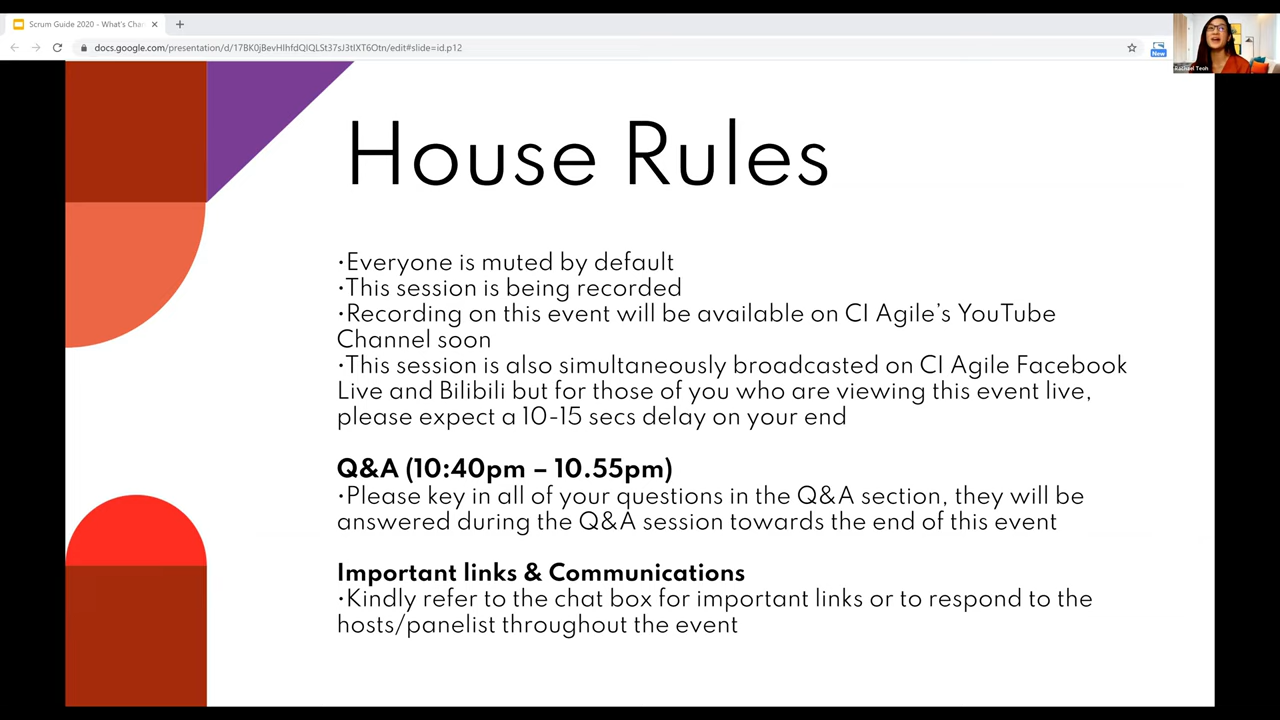 Scrum Guide 2020 - What's Cha
docs.google.com/presentation/d/17BK0jBevHlhfdQIQLSt37sJ3tIXT6Otn/edit#slide=id.p12
New
Rachael Teoh
House Rules
•Everyone is muted by default
•This session is being recorded
•Recording on this event will be available on CI Agile's YouTube
Channel soon
•This session is also simultaneously broadcasted on CI Agile Facebook
Live and Bilibili but for those of you who are viewing this event live,
please expect a 10-15 secs delay on your end
Q&A (10:40pm – 10.55pm)
•Please key in all of your questions in the Q&A section, they will be
answered during the Q&A session towards the end of this event
Important links & Communications
•Kindly refer to the chat box for important links or to respond to the
hosts/panelist throughout the event